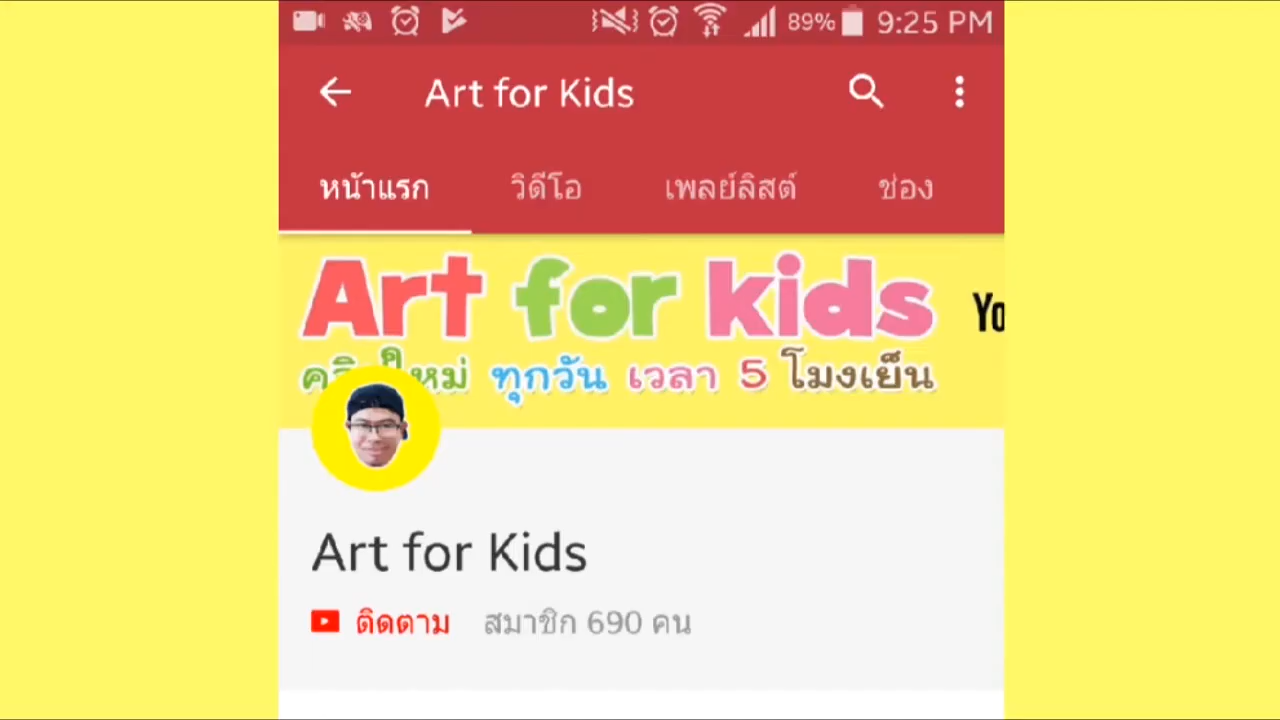 89% 9:25 PM
Art for Kids
หน้าแรก วิดีโอ เพลย์ลิสต์ ช่อง
Art for kids
ทุกวัน เวลา 5 โมงเย็น
Art for Kids
ติดตาม สมาชิก 690 คน